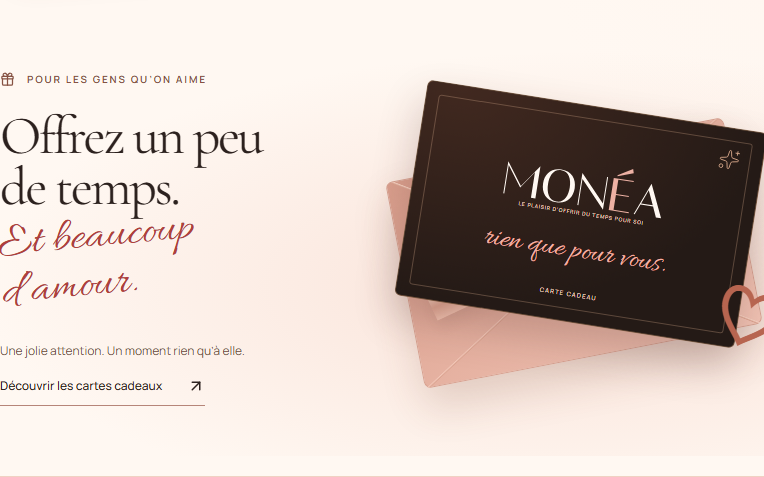 POUR LES GENS QU'ON AIME
Offrez un peu
de temps.
Et beaucoup
d'amour.
Une jolie attention. Un moment rien qu'à elle.
Découvrir les cartes cadeaux
MONÉA
LE PLAISIR D'OFFRIR DU TEMPS POUR SOI
rien que pour vous.
CARTE CADEAU